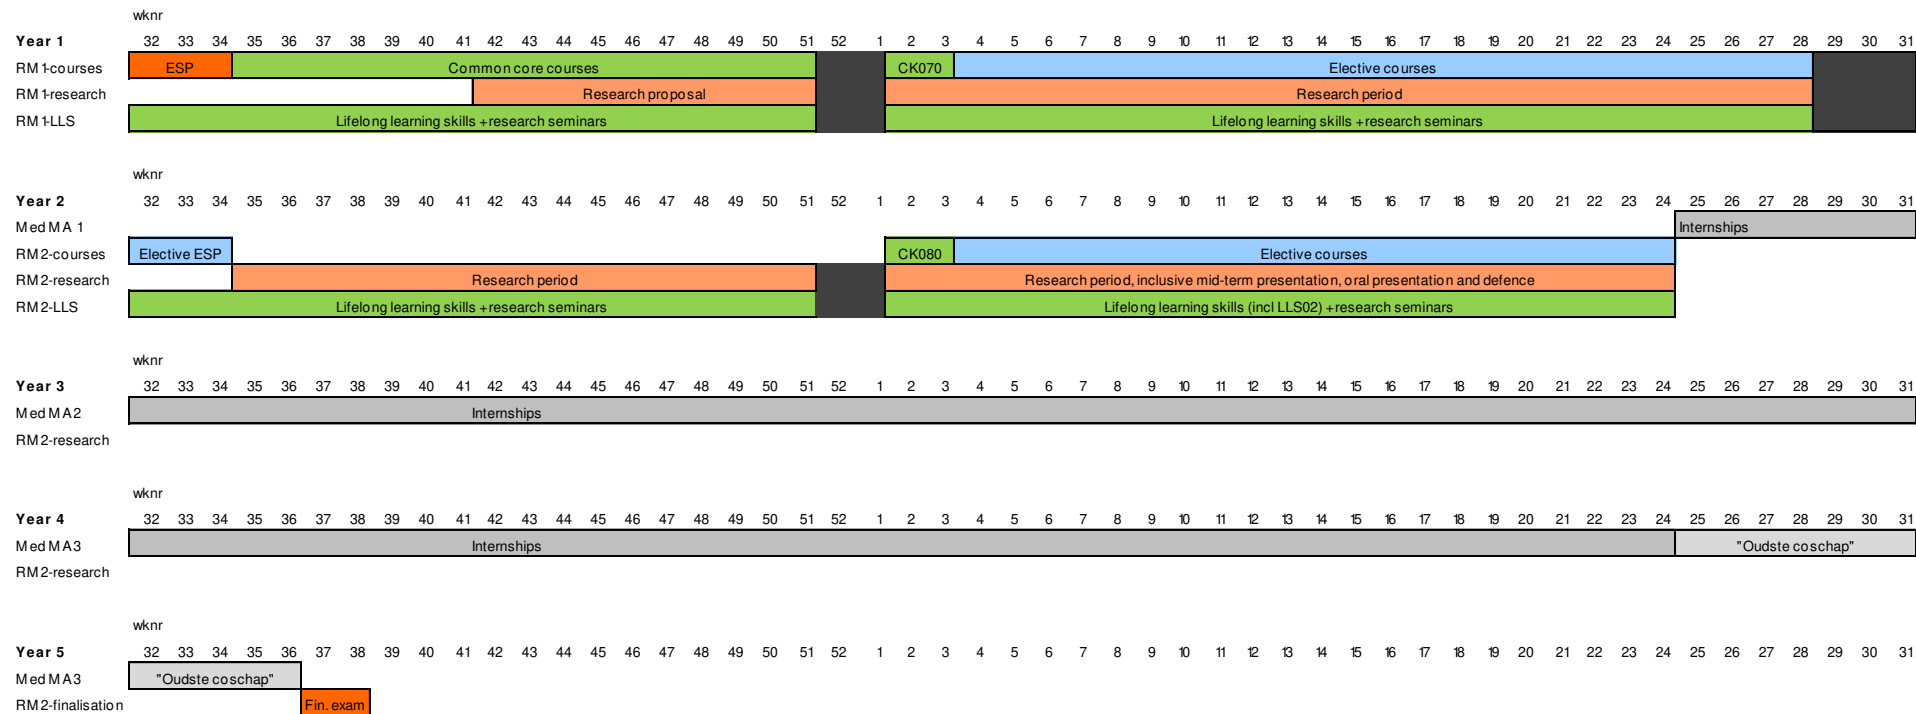 wknr
Year 1 32 33 34 35 36 37 38 39 40 41 42 43 44 45 46 47 48 49 50 51 52 1 2 3 4 5 6 7 8 9 10 11 12 13 14 15 16 17 18 19 20 21 22 23 24 25 26 27 28 29 30 31
RM1-courses ESP Common core courses CK070 Elective courses
RM1-research Research proposal Research period
RM1-LLS Lifelong learning skills +research seminars Lifelong learning skills +research seminars
wknr
Year 2 32 33 34 35 36 37 38 39 40 41 42 43 44 45 46 47 48 49 50 51 52 1 2 3 4 5 6 7 8 9 10 11 12 13 14 15 16 17 18 19 20 21 22 23 24 25 26 27 28 29 30 31
Med MA 1 Internships
RM2-courses Elective ESP CK080 Elective courses
RM2-research Research period Research period, inclusive mid-term presentation, oral presentation and defence
RM2-LLS Lifelong learning skills +research seminars Lifelong learning skills (incl LLS02) +research seminars
wknr
Year 3 32 33 34 35 36 37 38 39 40 41 42 43 44 45 46 47 48 49 50 51 52 1 2 3 4 5 6 7 8 9 10 11 12 13 14 15 16 17 18 19 20 21 22 23 24 25 26 27 28 29 30 31
Med MA2 Internships
RM2-research
wknr
Year 4 32 33 34 35 36 37 38 39 40 41 42 43 44 45 46 47 48 49 50 51 52 1 2 3 4 5 6 7 8 9 10 11 12 13 14 15 16 17 18 19 20 21 22 23 24 25 26 27 28 29 30 31
Med MA3 Internships "Oudste coschap"
RM2-research
wknr
Year 5 32 33 34 35 36 37 38 39 40 41 42 43 44 45 46 47 48 49 50 51 52 1 2 3 4 5 6 7 8 9 10 11 12 13 14 15 16 17 18 19 20 21 22 23 24 25 26 27 28 29 30 31
Med MA3 "Oudste coschap"
RM2-finalisation Fin. exam